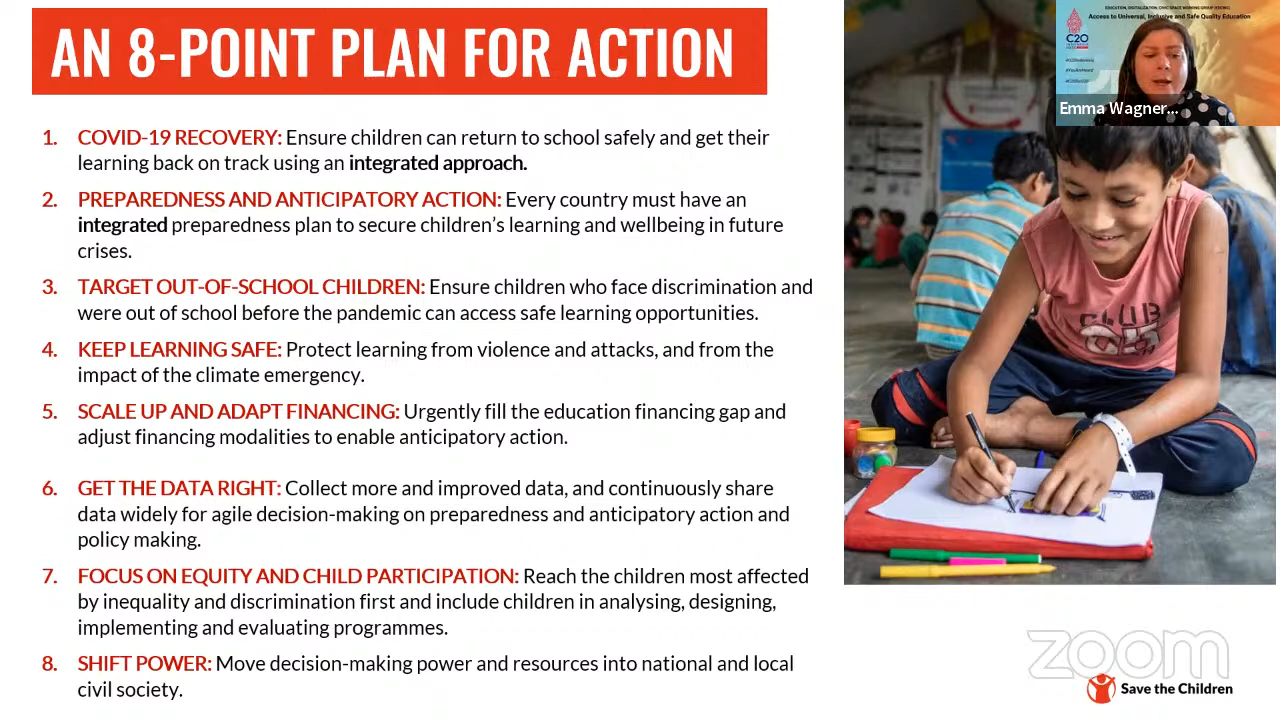 AN 8-POINT PLAN FOR ACTION
EDUCATION, DIGITALIZATION, CIVIC SPACE WORKING GROUP (EDCWG)
Access to Universal, Inclusive and Safe Quality Education
C20
Emma Wagner...
1. COVID-19 RECOVERY: Ensure children can return to school safely and get their
learning back on track using an integrated approach.
2. PREPAREDNESS AND ANTICIPATORY ACTION: Every country must have an
integrated preparedness plan to secure children’s learning and wellbeing in future
crises.
3. TARGET OUT-OF-SCHOOL CHILDREN: Ensure children who face discrimination and
were out of school before the pandemic can access safe learning opportunities.
4. KEEP LEARNING SAFE: Protect learning from violence and attacks, and from the
impact of the climate emergency.
5. SCALE UP AND ADAPT FINANCING: Urgently fill the education financing gap and
adjust financing modalities to enable anticipatory action.
6. GET THE DATA RIGHT: Collect more and improved data, and continuously share
data widely for agile decision-making on preparedness and anticipatory action and
policy making.
7. FOCUS ON EQUITY AND CHILD PARTICIPATION: Reach the children most affected
by inequality and discrimination first and include children in analysing, designing,
implementing and evaluating programmes.
8. SHIFT POWER: Move decision-making power and resources into national and local
civil society.
CLUB
zoom
Save the Children